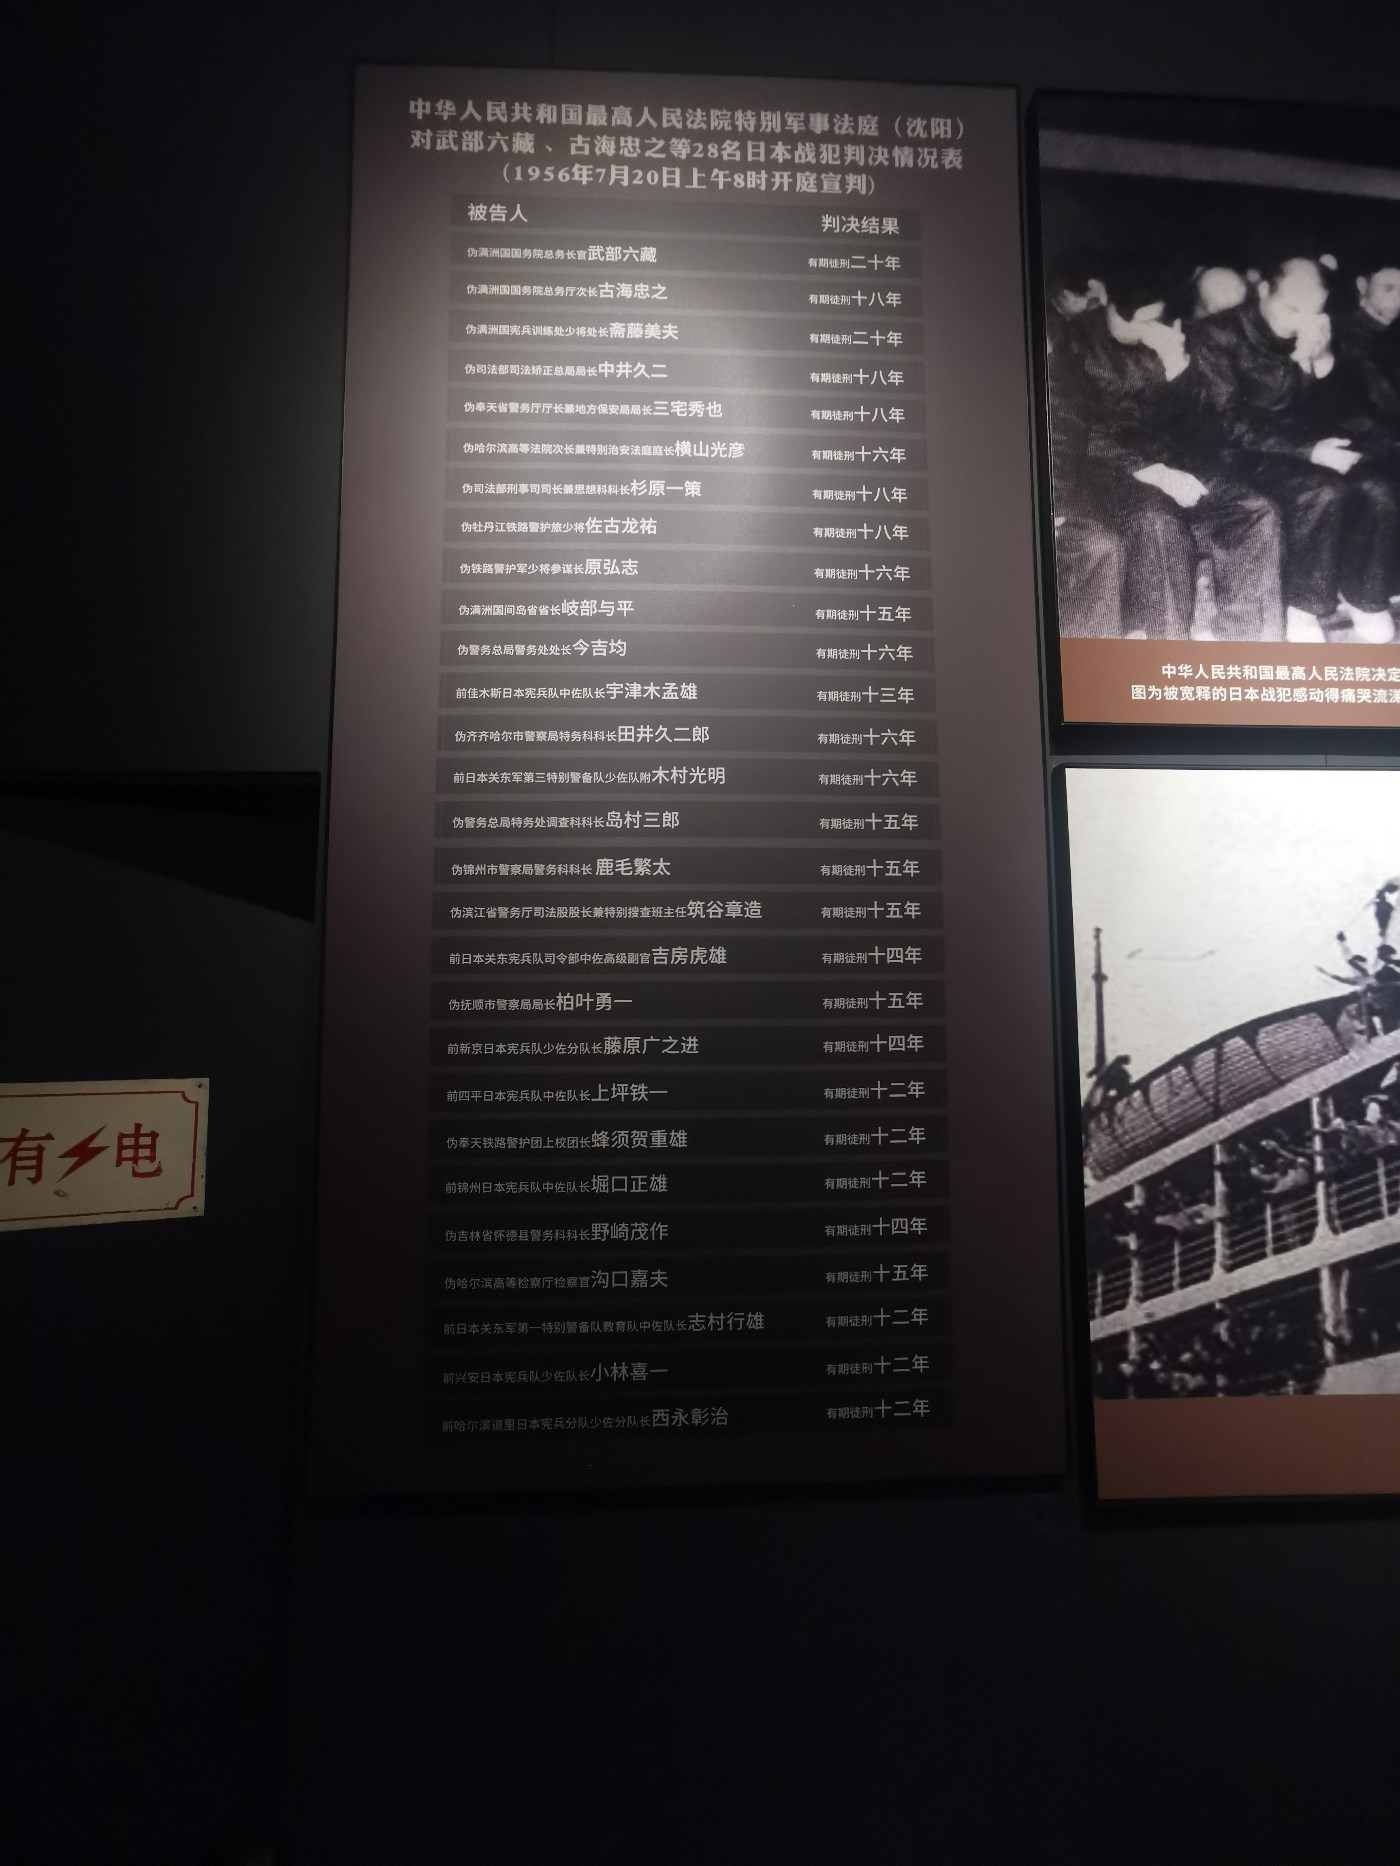 中华人民共和国最高人民法院特别军事法庭（沈阳）
对武部六藏、古海忠之等28名日本战犯判决情况表
(1956年7月20日上午8时开庭宣判)
被告人 判决结果
伪满洲国国务院总务长官武部六藏 有期徒刑二十年
伪满洲国国务院总务厅次长古海忠之 有期徒刑十八年
伪满洲国宪兵训练处少将处长斋藤美夫 有期徒刑二十年
伪司法部司法矫正总局局长中井久二 有期徒刑十八年
伪奉天省警务厅厅长兼地方保安局局长三宅秀也 有期徒刑十八年
伪哈尔滨高等法院次长兼特别治安法庭庭长横山光彦 有期徒刑十六年
伪司法部刑事司司长兼思想科科长杉原一策 有期徒刑十八年
伪牡丹江铁路警护旅少将佐古龙祐 有期徒刑十八年
伪铁路警护军少将参谋长原弘志 有期徒刑十六年
伪满洲国间岛省省长岐部与平 有期徒刑十五年
伪警务总局警务处处长今吉均 有期徒刑十六年
前佳木斯日本宪兵队中佐队长宇津木孟雄 有期徒刑十三年
伪齐齐哈尔市警察局特务科科长田井久二郎 有期徒刑十六年
前日本关东军第三特别警备队少佐队附木村光明 有期徒刑十六年
伪警务总局特务处调查科科长岛村三郎 有期徒刑十五年
伪锦州市警察局警务科科长 鹿毛繁太 有期徒刑十五年
伪滨江省警务厅司法股股长兼特别搜查班主任筑谷章造 有期徒刑十五年
前日本关东宪兵队司令部中佐高级副官吉房虎雄 有期徒刑十四年
伪抚顺市警察局局长柏叶勇一 有期徒刑十五年
前新京日本宪兵队少佐分队长藤原广之进 有期徒刑十四年
前四平日本宪兵队中佐队长上坪铁一 有期徒刑十二年
伪奉天铁路警护团上校团长蜂须贺重雄 有期徒刑十二年
前锦州日本宪兵队中佐队长堀口正雄 有期徒刑十二年
伪吉林省怀德县警务科科长野崎茂作 有期徒刑十四年
伪哈尔滨高等检察厅检察官沟口嘉夫 有期徒刑十五年
前日本关东军第一特别警备队教育队中佐队长志村行雄 有期徒刑十二年
前兴安日本宪兵队少佐队长小林喜一 有期徒刑十二年
前哈尔滨道里日本宪兵分队少佐分队长西永彰治 有期徒刑十二年
中华人民共和国最高人民法院决定
图为被宽释的日本战犯感动得痛哭流涕
有电